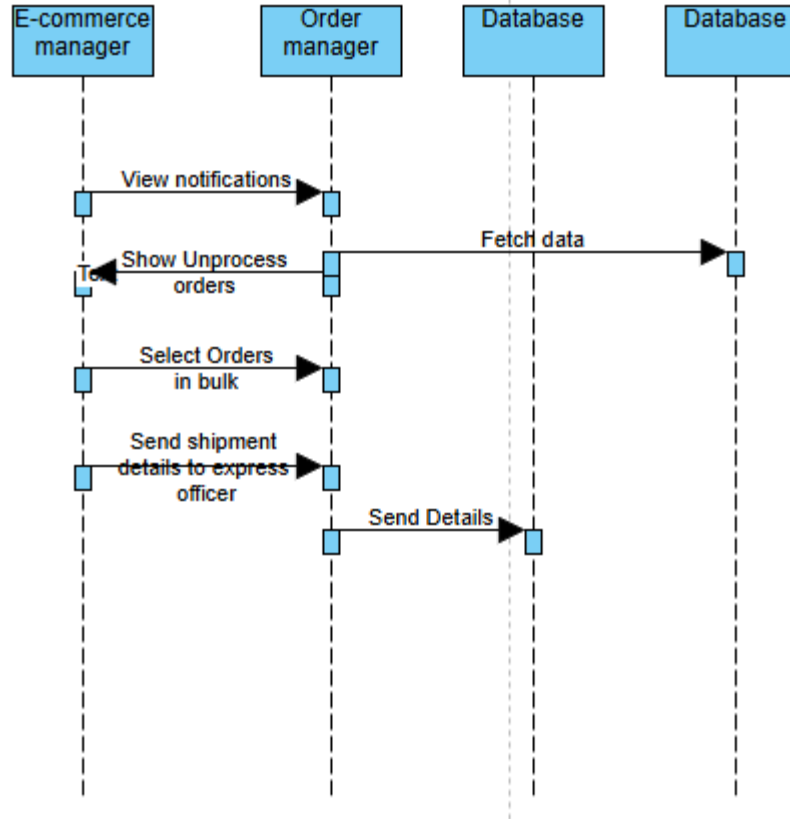 E-commerce
manager
Order
manager
Database
Database
View notifications
Fetch data
Show Unprocess
orders
Select Orders
in bulk
Send shipment
details to express
officer
Send Details